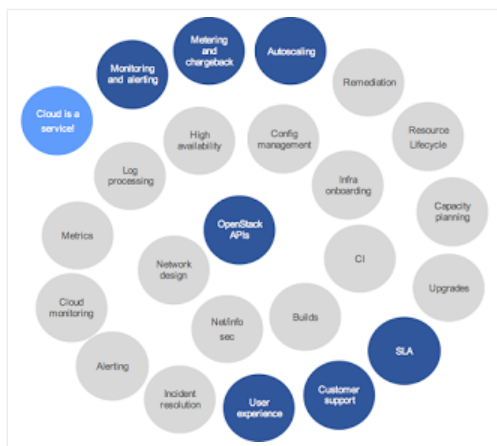 Metering and
chargeback
Autoscaling
Monitoring
and alerting
Remediation
Cloud is a
service!
High
availability
Config
management
Resource
Lifecycle
Log
processing
Infra
onboarding
Capacity
planning
OpenStack
APIs
Metrics
Network
design
CI
Upgrades
Cloud
monitoring
Net/info
sec
Builds
SLA
Alerting
Incident
resolution
User
experience
Customer
support